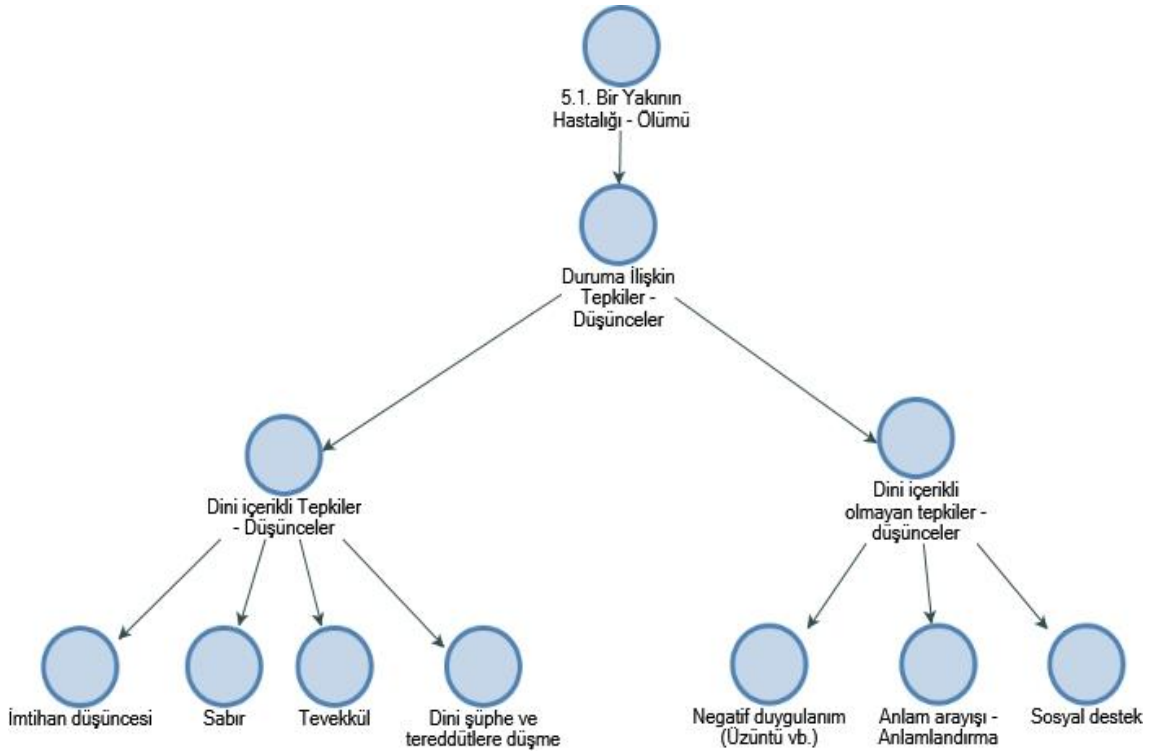 5.1. Bir Yakının
Hastalığı - Ölümü
Duruma İlişkin
Tepkiler -
Düşünceler
Dini içerikli Tepkiler
- Düşünceler
Dini içerikli
olmayan tepkiler -
düşünceler
İmtihan düşüncesi
Sabır
Tevekkül
Dini şüphe ve
tereddütlere düşme
Negatif duygulanım
(Üzüntü vb.)
Anlam arayışı -
Anlamlandırma
Sosyal destek